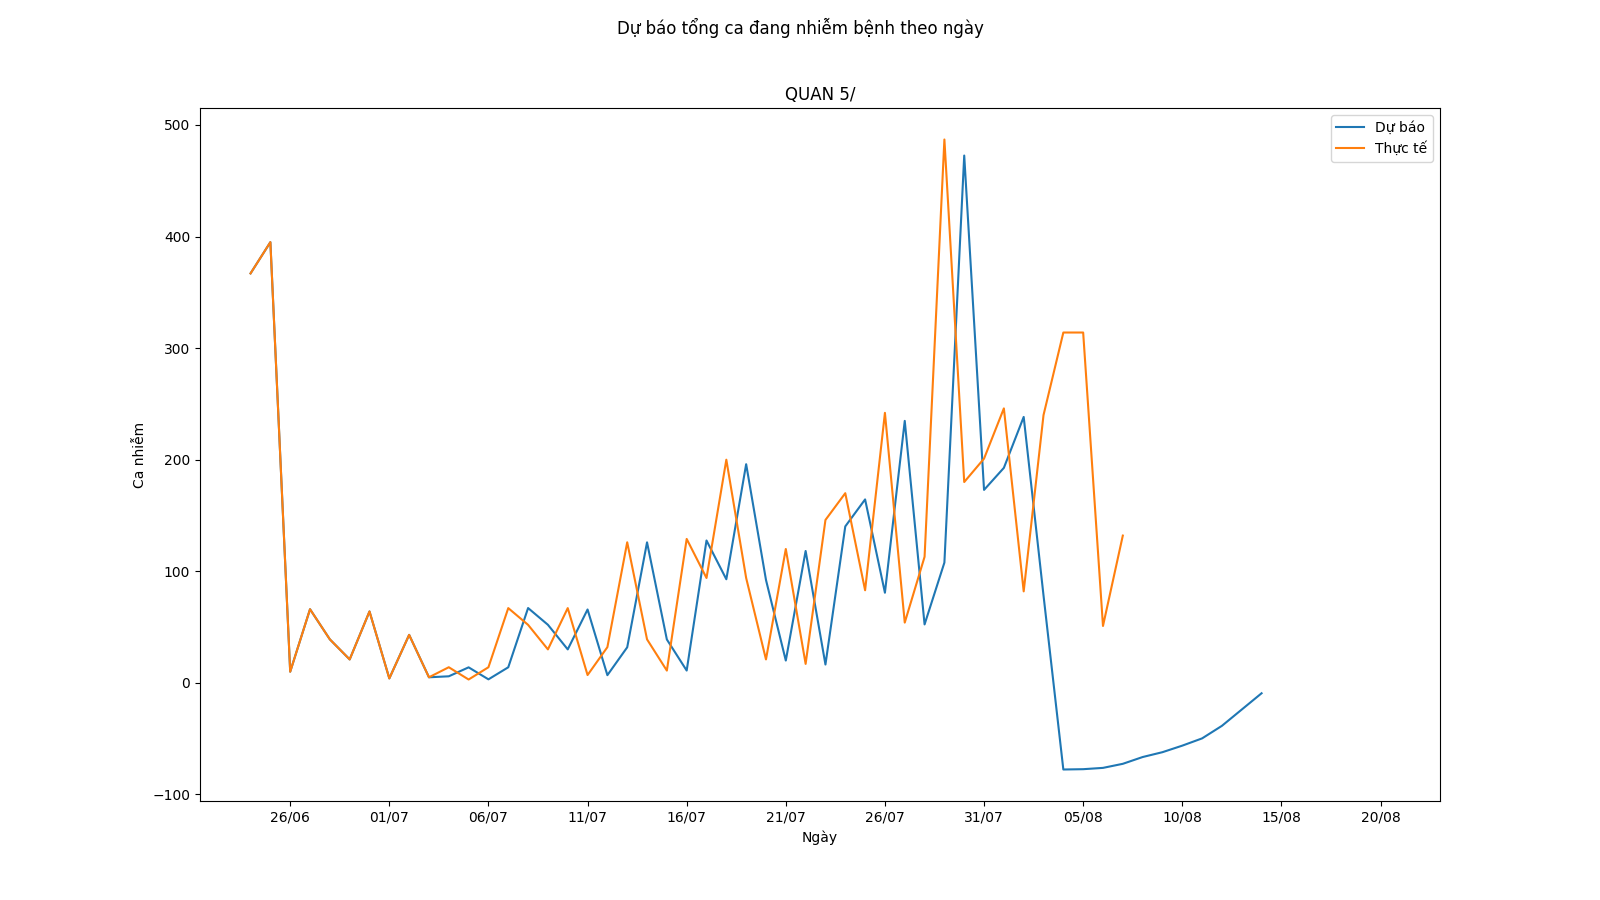 Dự báo tổng ca đang nhiễm bệnh theo ngày
QUAN 5/
Dự báo
Thực tế
500
400
300
200
100
0
−100
Ca nhiễm
26/06 01/07 06/07 11/07 16/07 21/07 26/07 31/07 05/08 10/08 15/08 20/08
Ngày